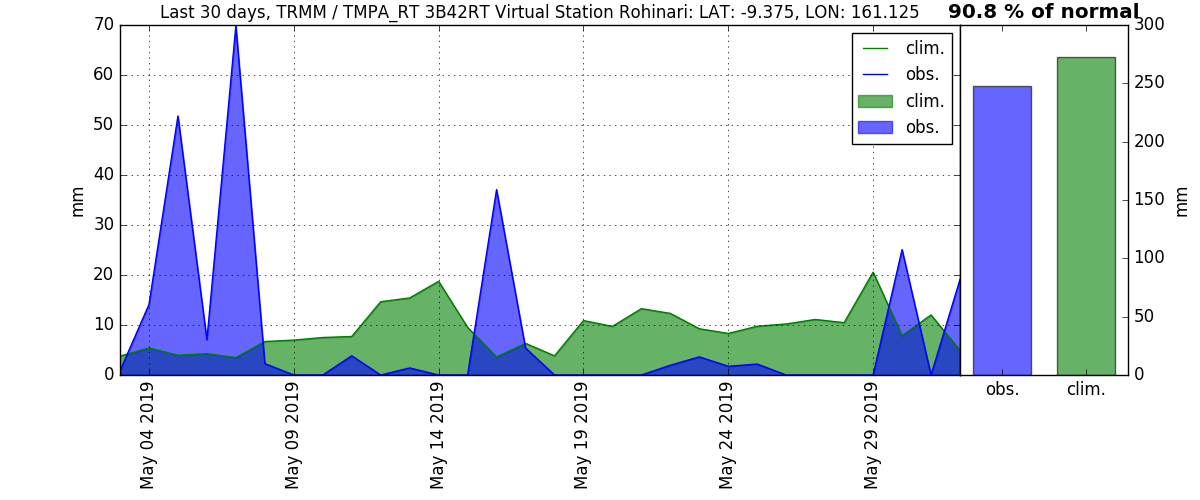 Last 30 days, TRMM / TMPA_RT 3B42RT Virtual Station Rohinari: LAT: -9.375, LON: 161.125
90.8 % of normal
70
60
50
40
30
20
10
0
mm
clim.
obs.
clim.
obs.
May 04 2019
May 09 2019
May 14 2019
May 19 2019
May 24 2019
May 29 2019
300
250
200
150
100
50
0
mm
obs.
clim.